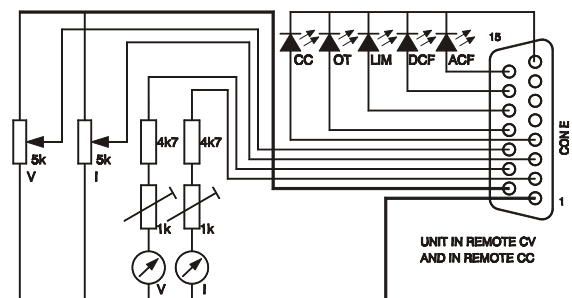 15
CC OT LIM DCF ACF
CON E
4k7 4k7
5k 5k
V I
1k 1k
1
V I
UNIT IN REMOTE CV
AND IN REMOTE CC